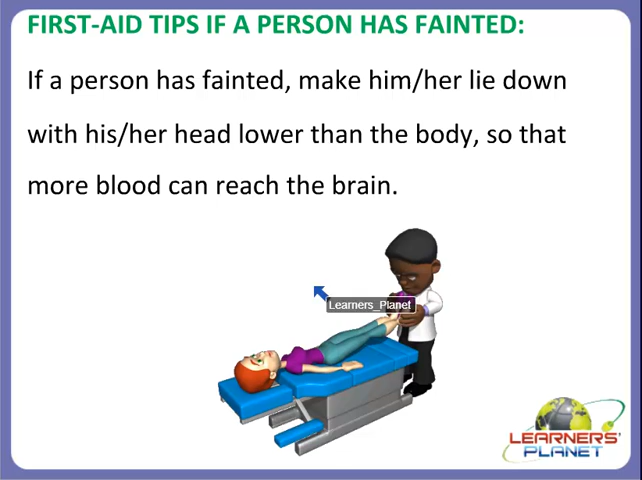 FIRST-AID TIPS IF A PERSON HAS FAINTED:
If a person has fainted, make him/her lie down
with his/her head lower than the body, so that
more blood can reach the brain.
Learners_Planet
LEARNERS'
PLANET